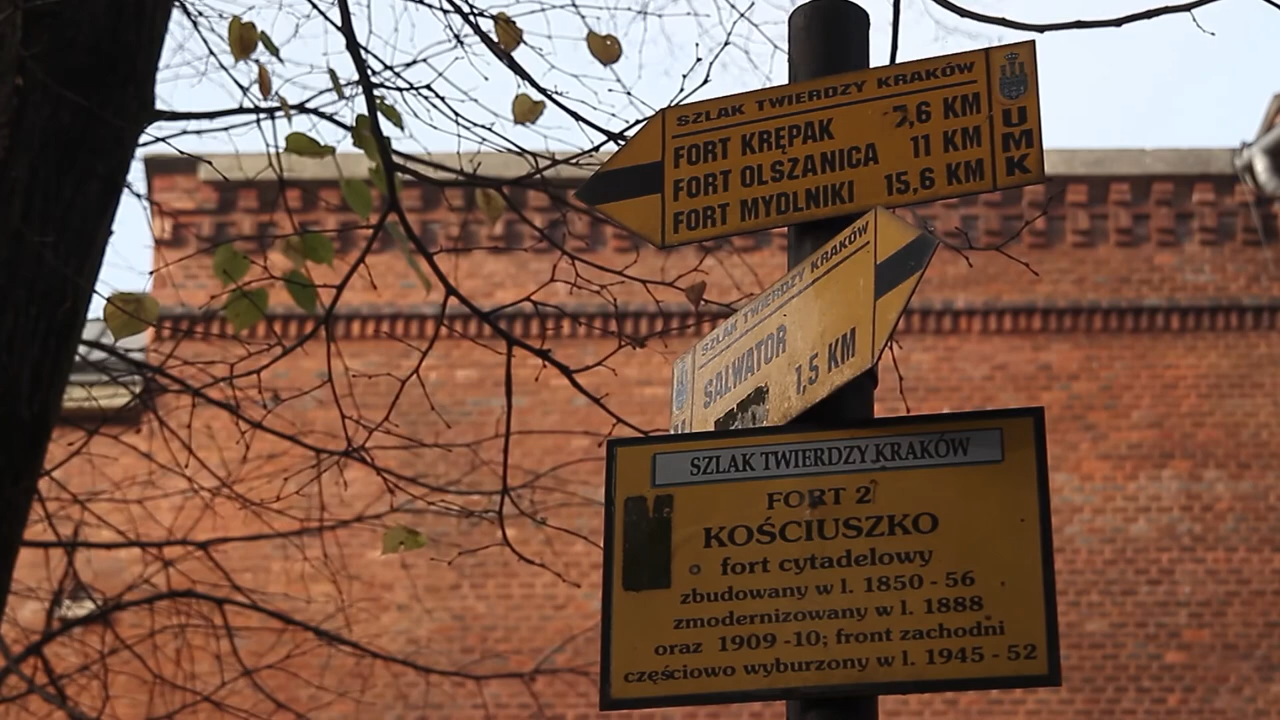 SZLAK TWIERDZY KRAKÓW
FORT KRĘPAK 7,6 KM
FORT OLSZANICA 11 KM
FORT MYDLNIKI 15,6 KM
UMK
SZLAK TWIERDZY KRAKÓW
SALWATOR 1,5 KM
SZLAK TWIERDZY KRAKÓW
FORT 2
KOŚCIUSZKO
fort cytadelowy
zbudowany w l. 1850 - 56
zmodernizowany w l. 1888
oraz 1909 -10; front zachodni
częściowo wyburzony w l. 1945 - 52